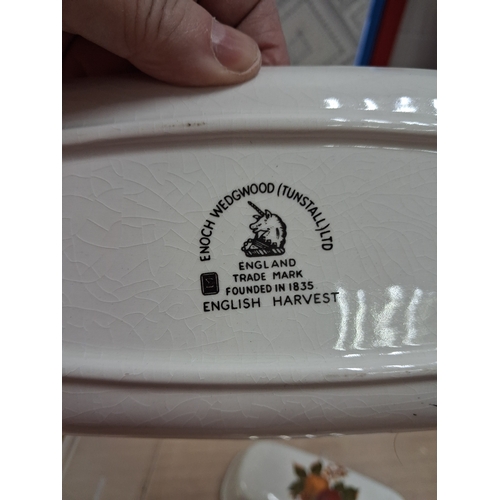 ENOCH WEDGWOOD (TUNSTALL) LTD
ENGLAND
TRADE MARK
FOUNDED IN 1835
ENGLISH HARVEST